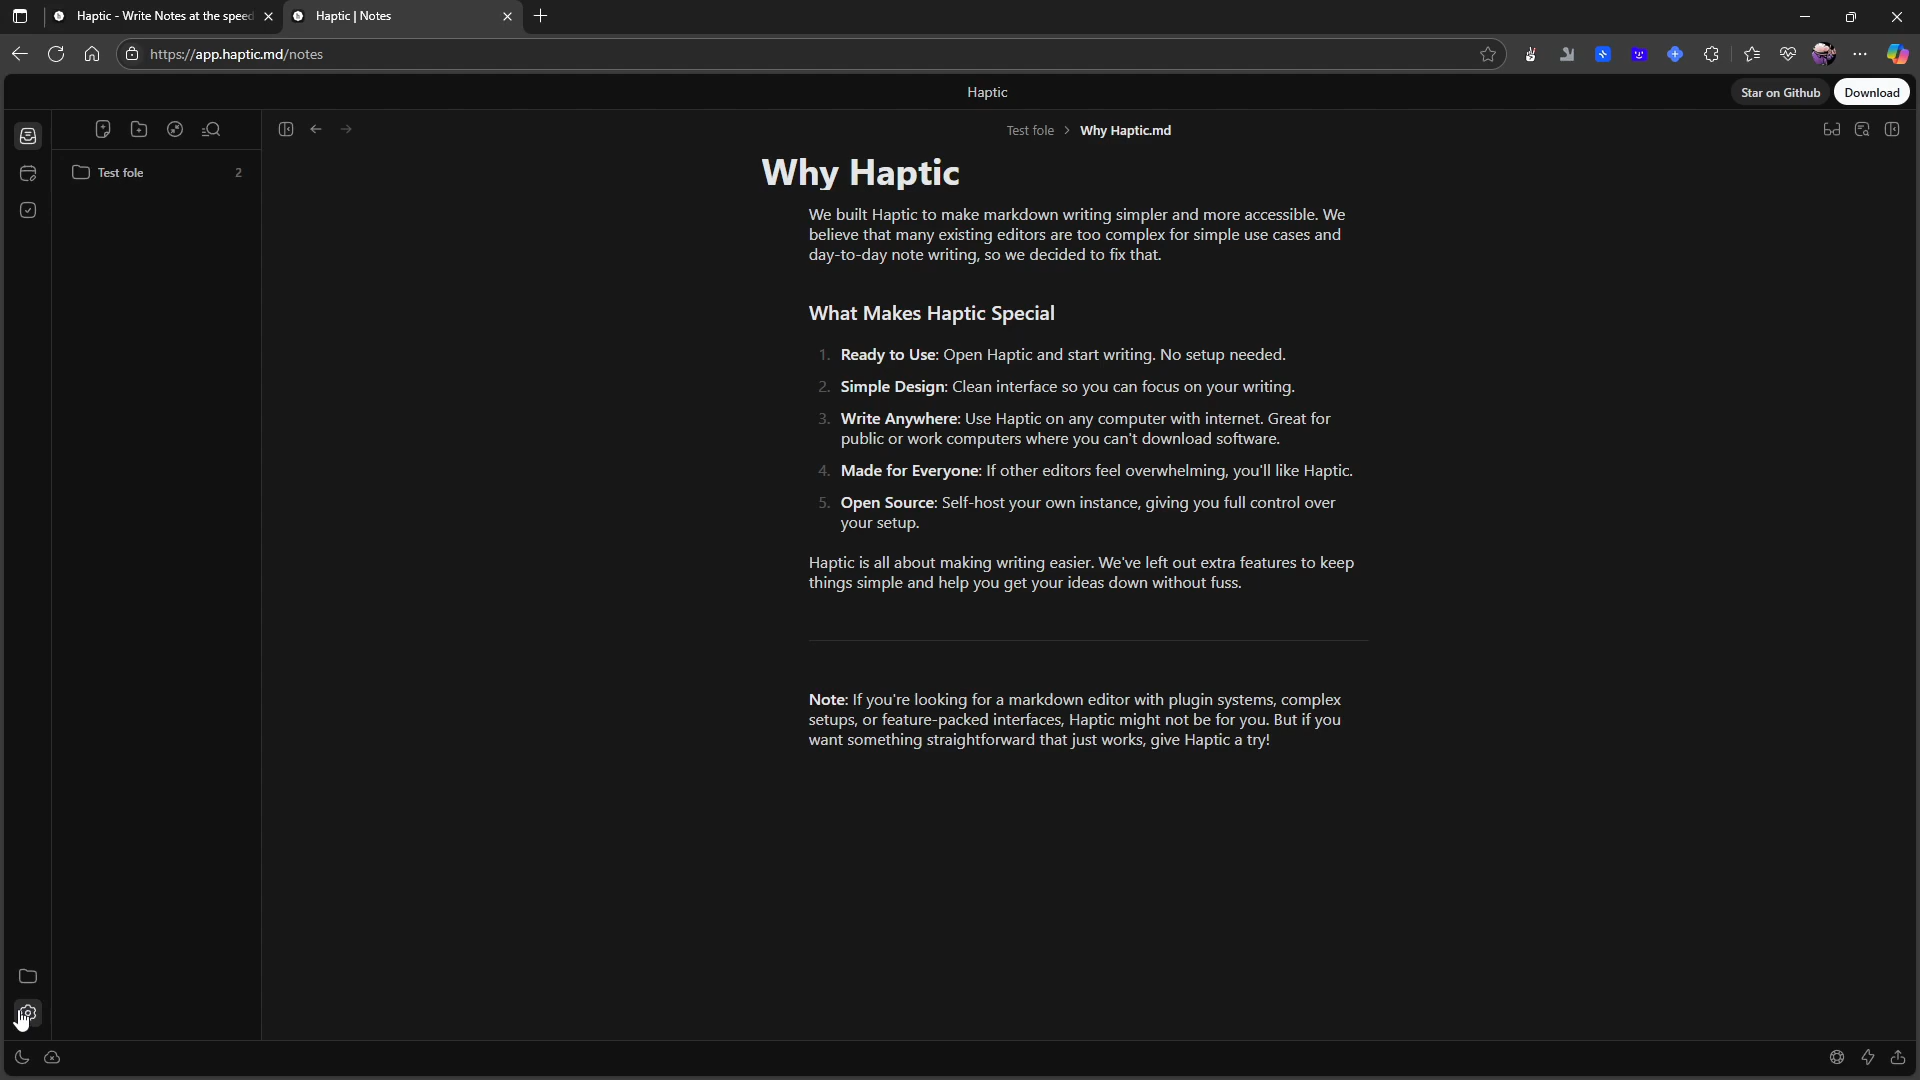 Haptic - Write Notes at the speed
Haptic | Notes
https://app.haptic.md/notes
Haptic
Star on Github
Download
Test fole > Why Haptic.md
Test fole 2
Why Haptic
We built Haptic to make markdown writing simpler and more accessible. We
believe that many existing editors are too complex for simple use cases and
day-to-day note writing, so we decided to fix that.
What Makes Haptic Special
1. Ready to Use: Open Haptic and start writing. No setup needed.
2. Simple Design: Clean interface so you can focus on your writing.
3. Write Anywhere: Use Haptic on any computer with internet. Great for
public or work computers where you can't download software.
4. Made for Everyone: If other editors feel overwhelming, you'll like Haptic.
5. Open Source: Self-host your own instance, giving you full control over
your setup.
Haptic is all about making writing easier. We've left out extra features to keep
things simple and help you get your ideas down without fuss.
Note: If you're looking for a markdown editor with plugin systems, complex
setups, or feature-packed interfaces, Haptic might not be for you. But if you
want something straightforward that just works, give Haptic a try!